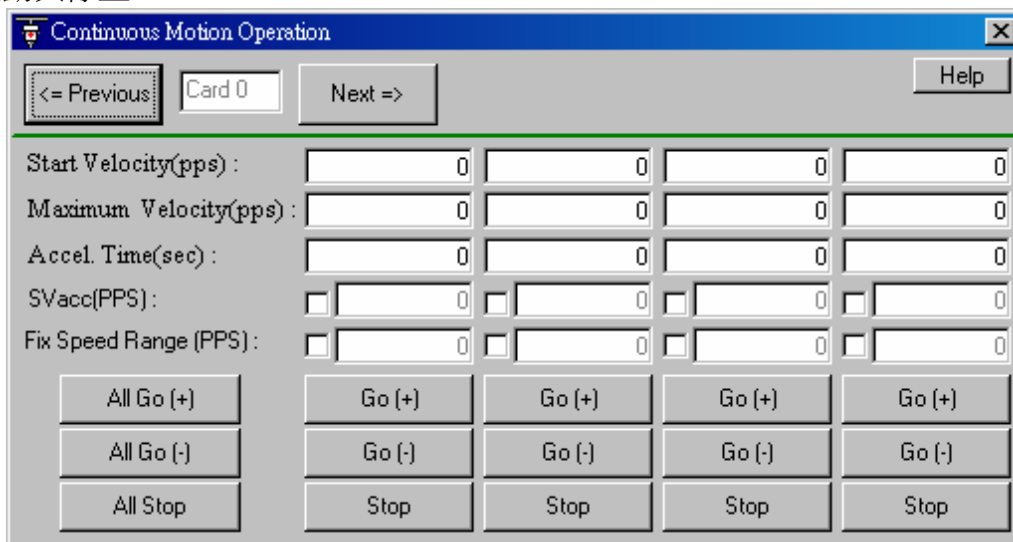 Continuous Motion Operation
<= Previous Card 0 Next => Help
Start Velocity(pps) : 0 0 0 0
Maximum Velocity(pps) : 0 0 0 0
Accel. Time(sec) : 0 0 0 0
SVacc(PPS) : 0 0 0 0
Fix Speed Range (PPS) : 0 0 0 0
All Go (+) Go (+) Go (+) Go (+) Go (+)
All Go (-) Go (-) Go (-) Go (-) Go (-)
All Stop Stop Stop Stop Stop